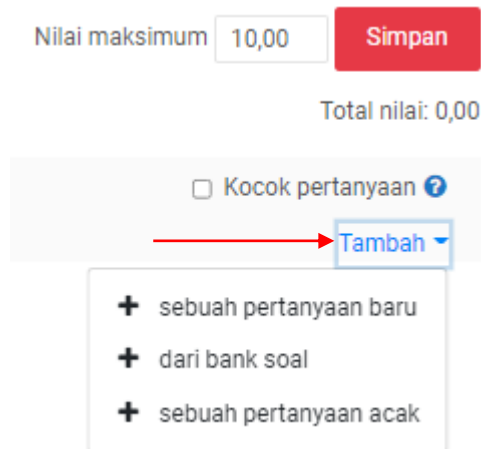 Nilai maksimum 10,00 Simpan
Total nilai: 0,00
Kocok pertanyaan ?
Tambah
+ sebuah pertanyaan baru
+ dari bank soal
+ sebuah pertanyaan acak